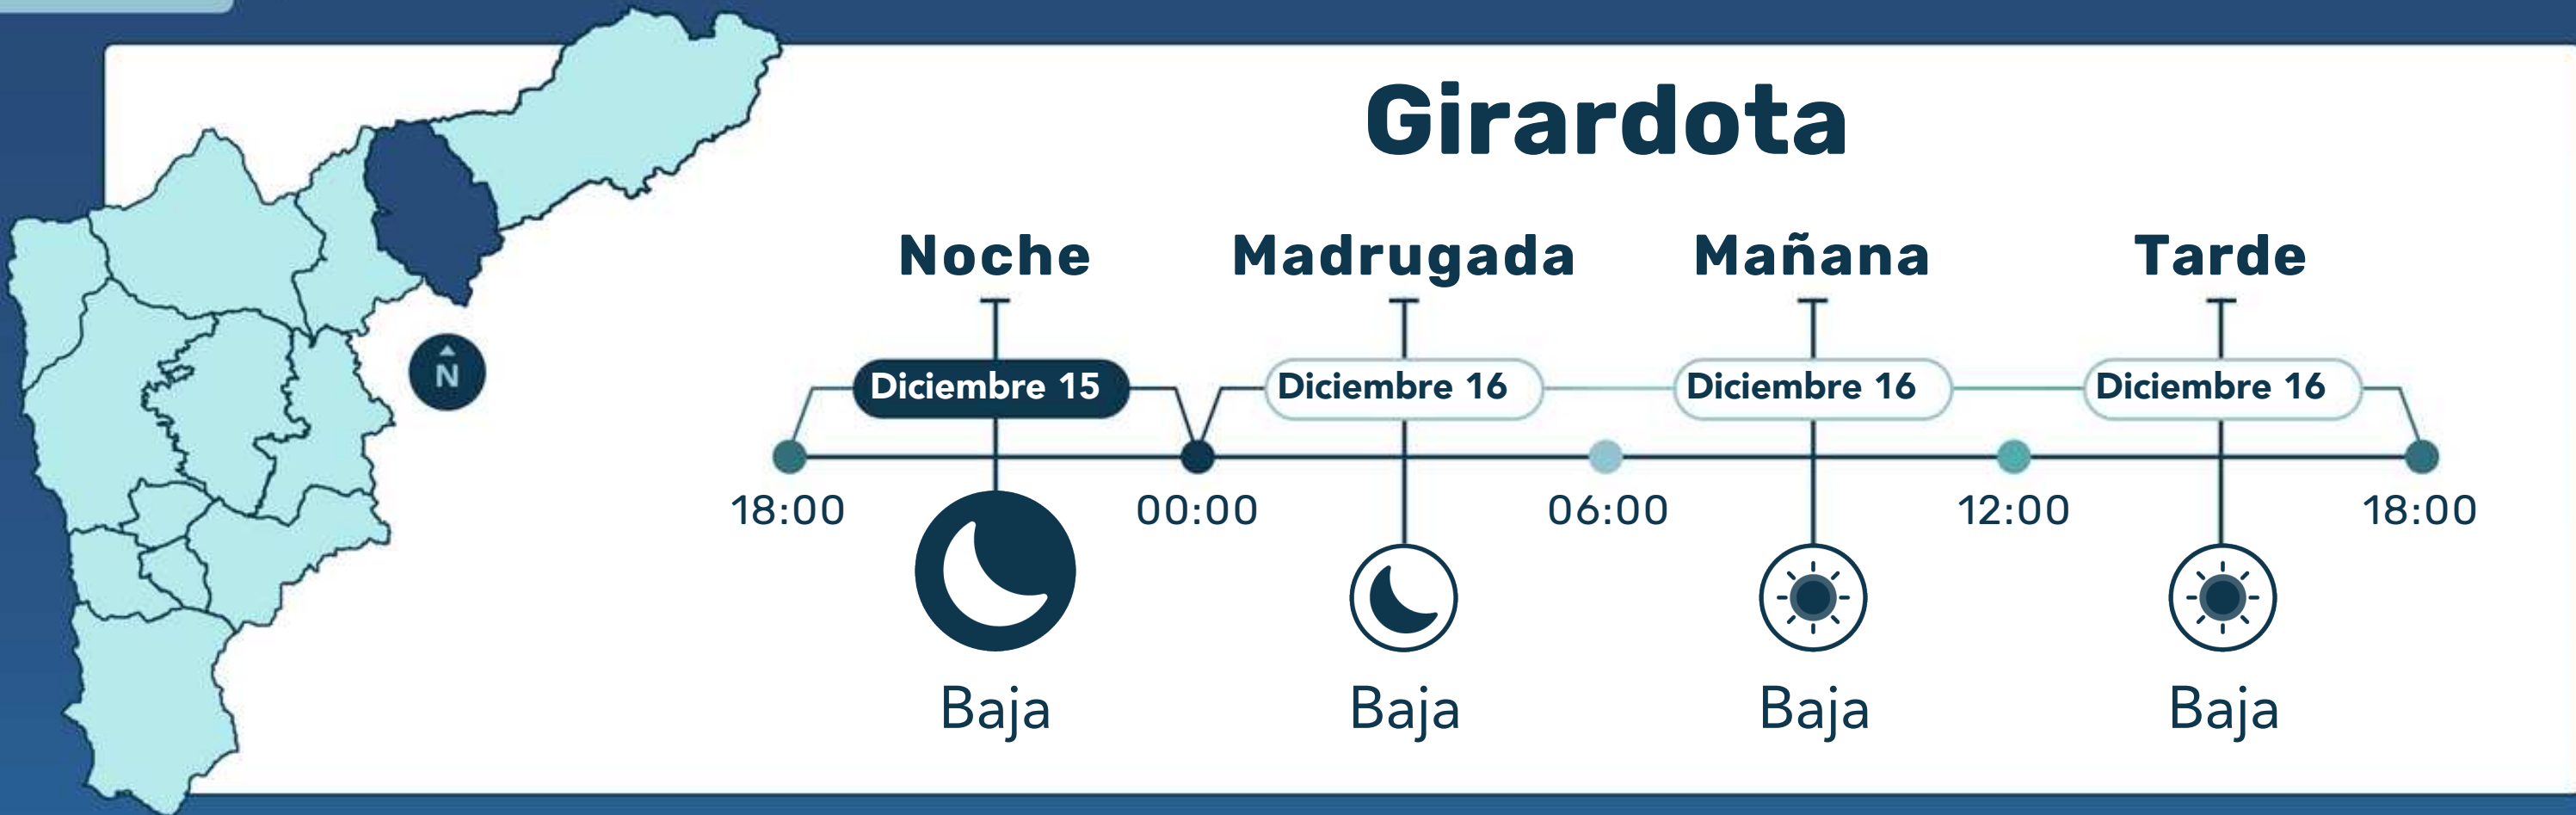 Girardota
Noche
Madrugada
Mañana
Tarde
Diciembre 15
Diciembre 16
Diciembre 16
Diciembre 16
N
18:00
00:00
06:00
12:00
18:00
Baja
Baja
Baja
Baja